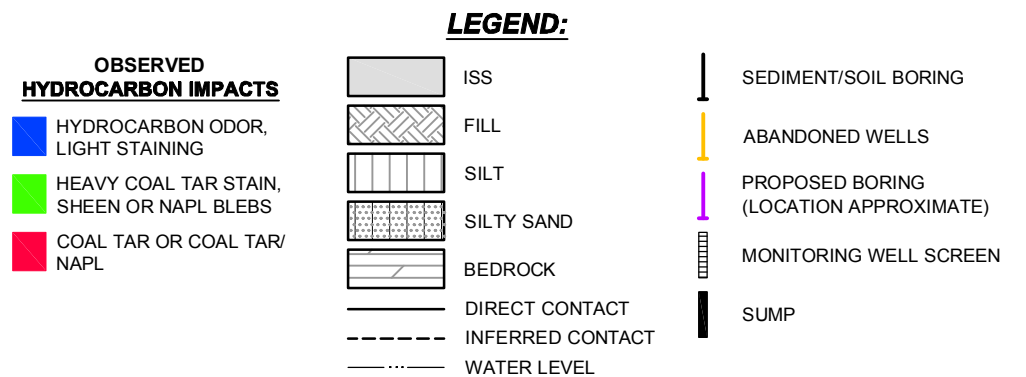 LEGEND:
OBSERVED
HYDROCARBON IMPACTS
HYDROCARBON ODOR,
LIGHT STAINING
HEAVY COAL TAR STAIN,
SHEEN OR NAPL BLEBS
COAL TAR OR COAL TAR/
NAPL
ISS
FILL
SILT
SILTY SAND
BEDROCK
DIRECT CONTACT
INFERRED CONTACT
WATER LEVEL
SEDIMENT/SOIL BORING
ABANDONED WELLS
PROPOSED BORING
(LOCATION APPROXIMATE)
MONITORING WELL SCREEN
SUMP